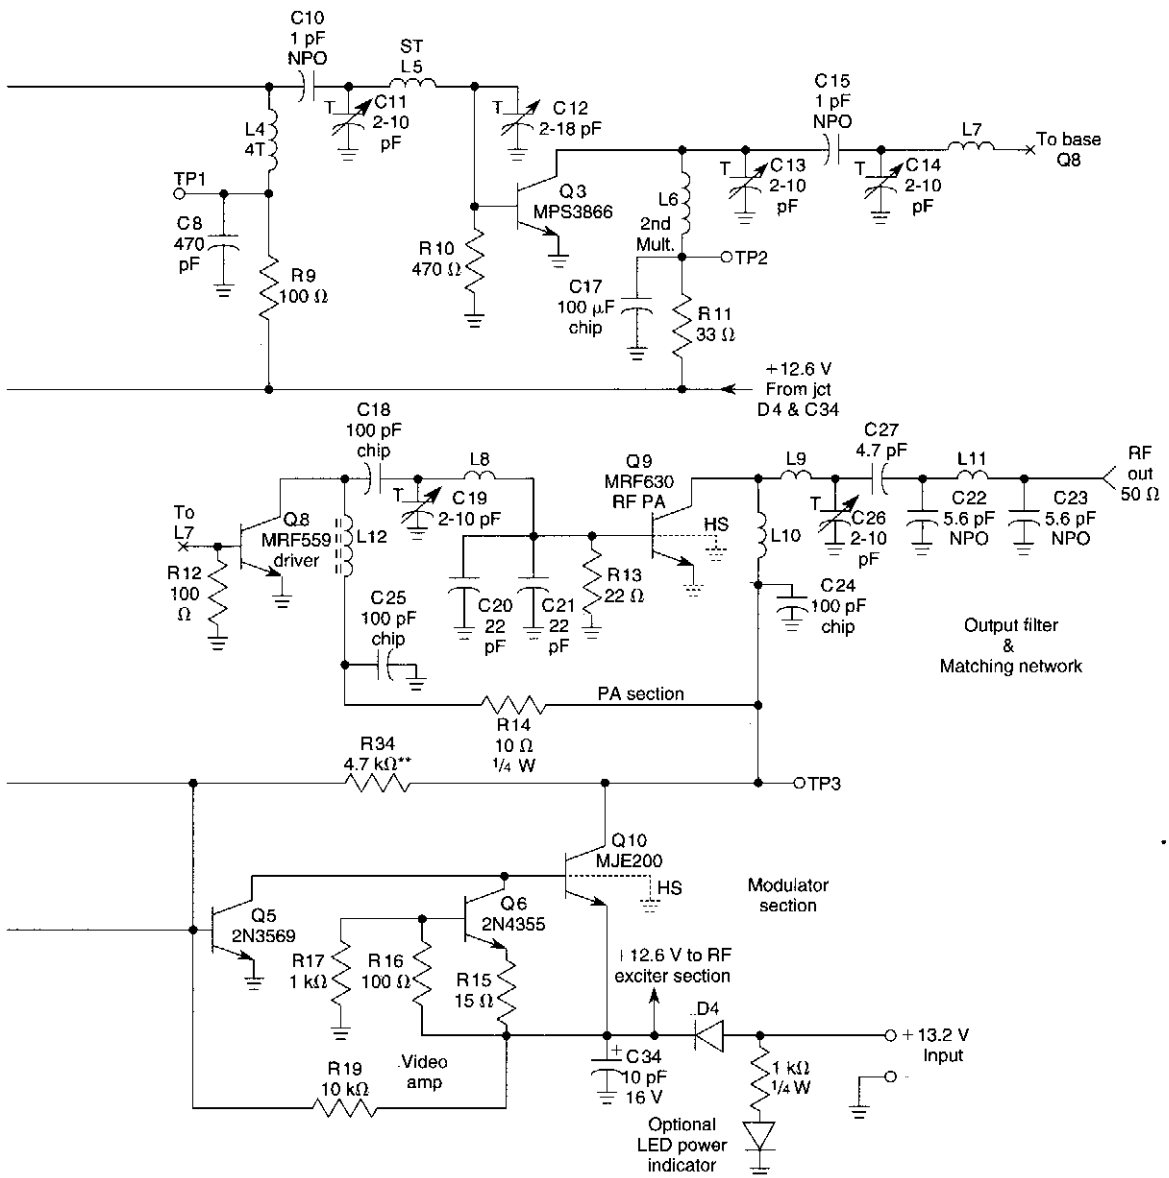 C10
1 pF
NPO
ST
L5
T
C11
2-10
pF
T
C12
2-18 pF
C15
1 pF
NPO
L7
To base
Q8
L4
4T
TP1
C8
470
pF
R9
100 Ω
Q3
MPS3866
R10
470 Ω
L6
2nd
Mult.
T
C13
2-10
pF
T
C14
2-10
pF
TP2
C17
100 µF
chip
R11
33 Ω
+12.6 V
From jct
D4 & C34
C18
100 pF
chip
L8
T
C19
2-10 pF
Q9
MRF630
RF PA
L9
C27
4.7 pF
L11
RF
out
50 Ω
To
L7
Q8
MRF559
driver
L12
HS
L10
T
C26
2-10
pF
C22
5.6 pF
NPO
C23
5.6 pF
NPO
R12
100
Ω
C25
100 pF
chip
C20
22
pF
C21
22
pF
R13
22 Ω
C24
100 pF
chip
Output filter
&
Matching network
PA section
R14
10 Ω
1/4 W
R34
4.7 kΩ**
TP3
Q10
MJE200
HS
Modulator
section
Q5
2N3569
Q6
2N4355
R17
1 kΩ
R16
100 Ω
R15
15 Ω
+12.6 V to RF
exciter section
D4
+ 13.2 V
Input
-
Video
amp
R19
10 kΩ
+
C34
10 pF
16 V
1 kΩ
1/4 W
Optional
LED power
indicator